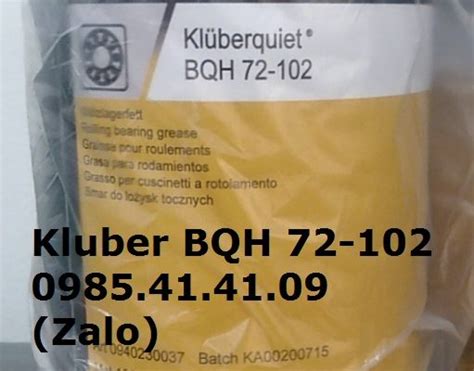 Klüberquiet®
BQH 72-102
Wälzlagerfett
Rolling bearing grease
Graisse pour roulements
Grasa para rodamientos
Grasso per cuscinetti a rotolamento
Smar do łożysk tocznych
Kluber BQH 72-102
0985.41.41.09
(Zalo)
Art 0940230037 Batch KA00200715